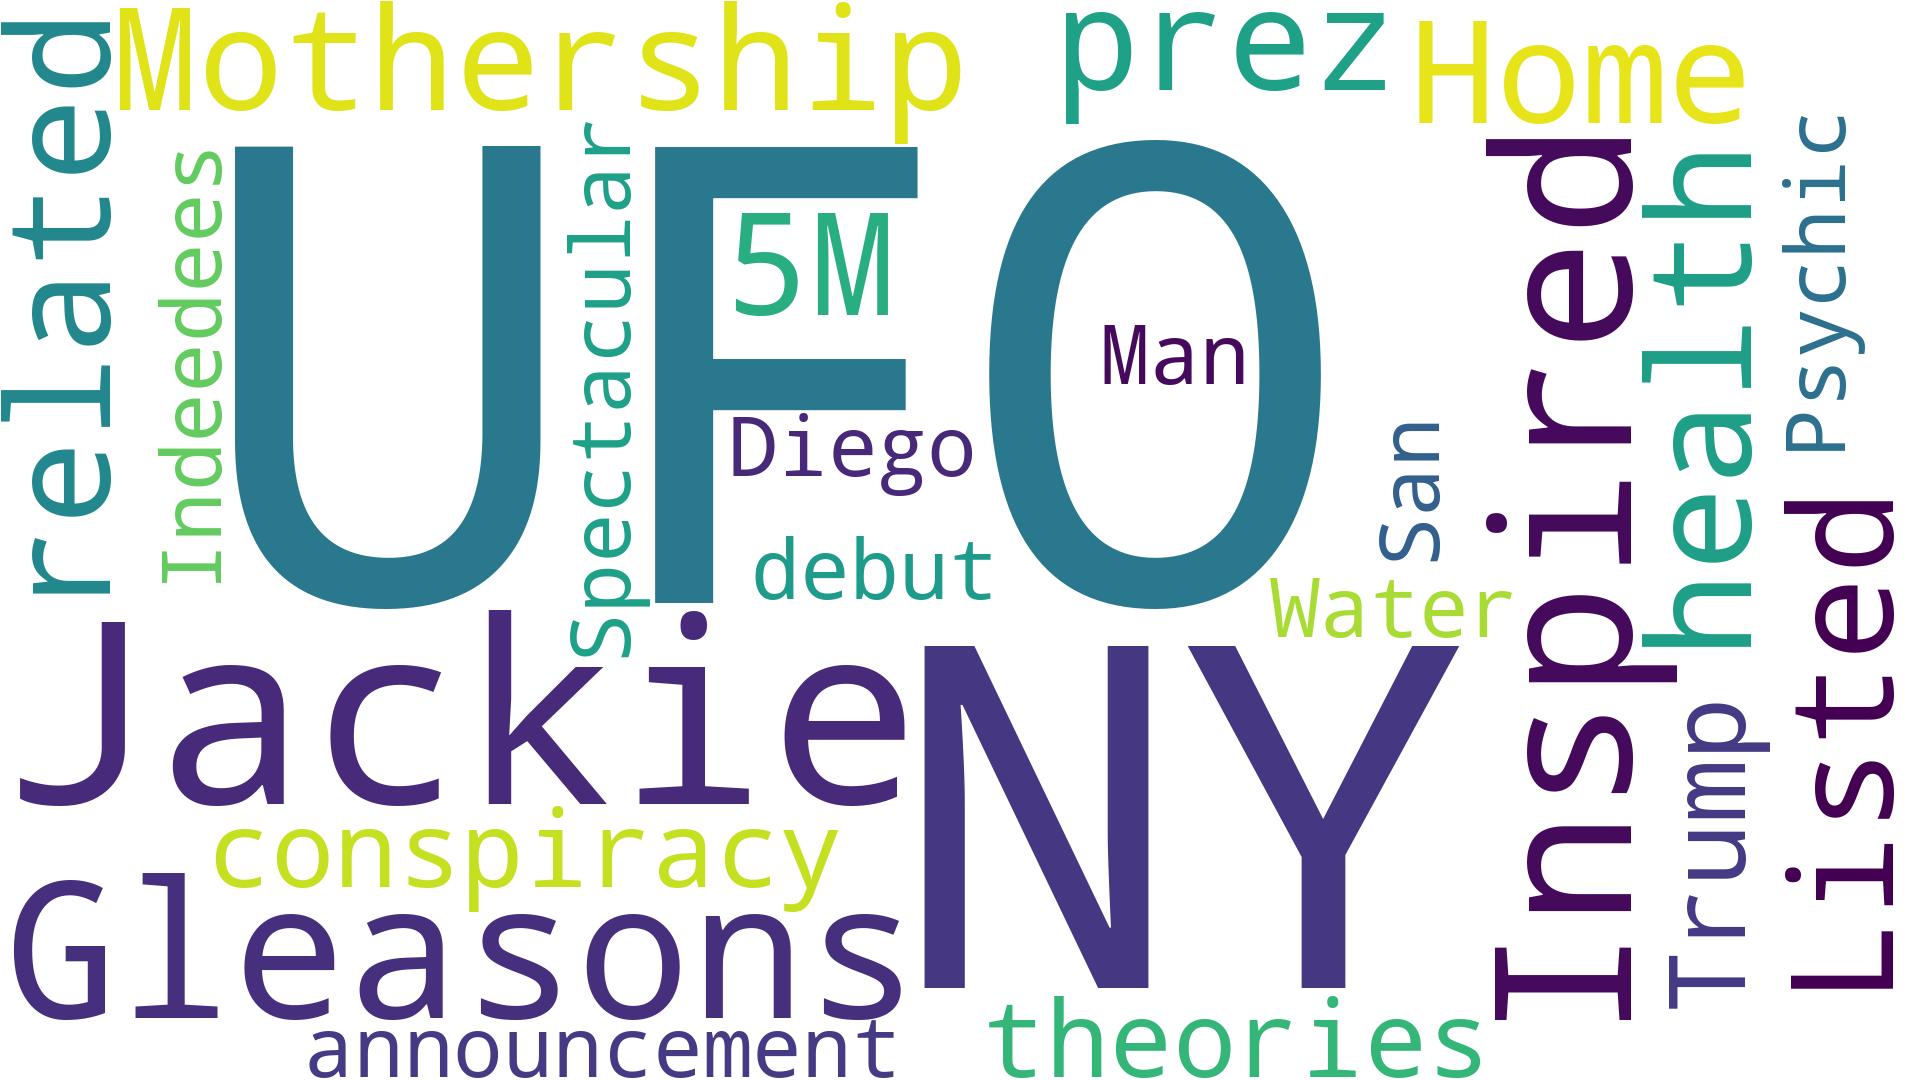 Mothership
prez
Home
related
Indeedees
UFO
Spectacular
5M
Man
Diego
debut
San
Water
Inspired
health
Psychic
Jackie
NY
conspiracy
Gleasons
announcement
theories
Trump
Listed